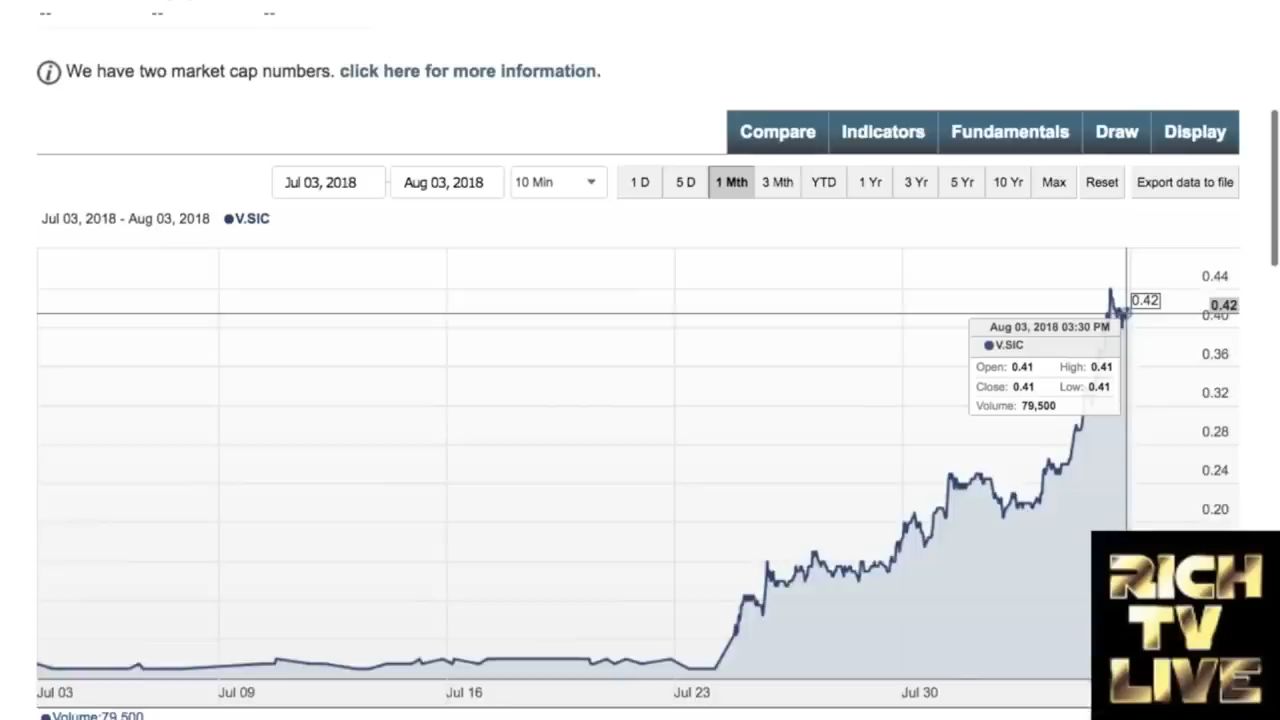 -- -- --
We have two market cap numbers. click here for more information.
Compare Indicators Fundamentals Draw Display
Jul 03, 2018 - Aug 03, 2018 10 Min 1 D 5 D 1 Mth 3 Mth YTD 1 Yr 3 Yr 5 Yr 10 Yr Max Reset Export data to file
Jul 03, 2018 - Aug 03, 2018 V.SIC
0.44
0.42 0.42
0.40
Aug 03, 2018 03:30 PM
V.SIC
0.36
Open: 0.41 High: 0.41
Close: 0.41 Low: 0.41
0.32
Volume: 79,500
0.28
0.24
0.20
RICH
TV
LIVE
Jul 03 Jul 09 Jul 16 Jul 23 Jul 30
Volume:79,500